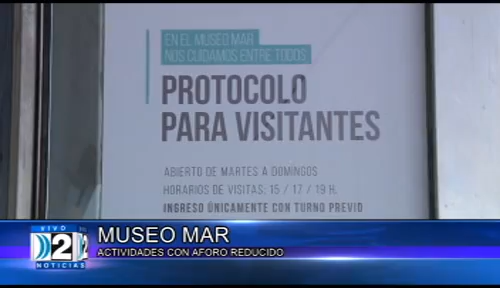 EN EL MUSEO MAR
NOS CUIDAMOS ENTRE TODOS
PROTOCOLO
PARA VISITANTES
ABIERTO DE MARTES A DOMINGOS
HORARIOS DE VISITAS: 15 / 17 / 19 H.
INGRESO ÚNICAMENTE CON TURNO PREVIO
VIVO
2
NOTICIAS
MUSEO MAR
ACTIVIDADES CON AFORO REDUCIDO